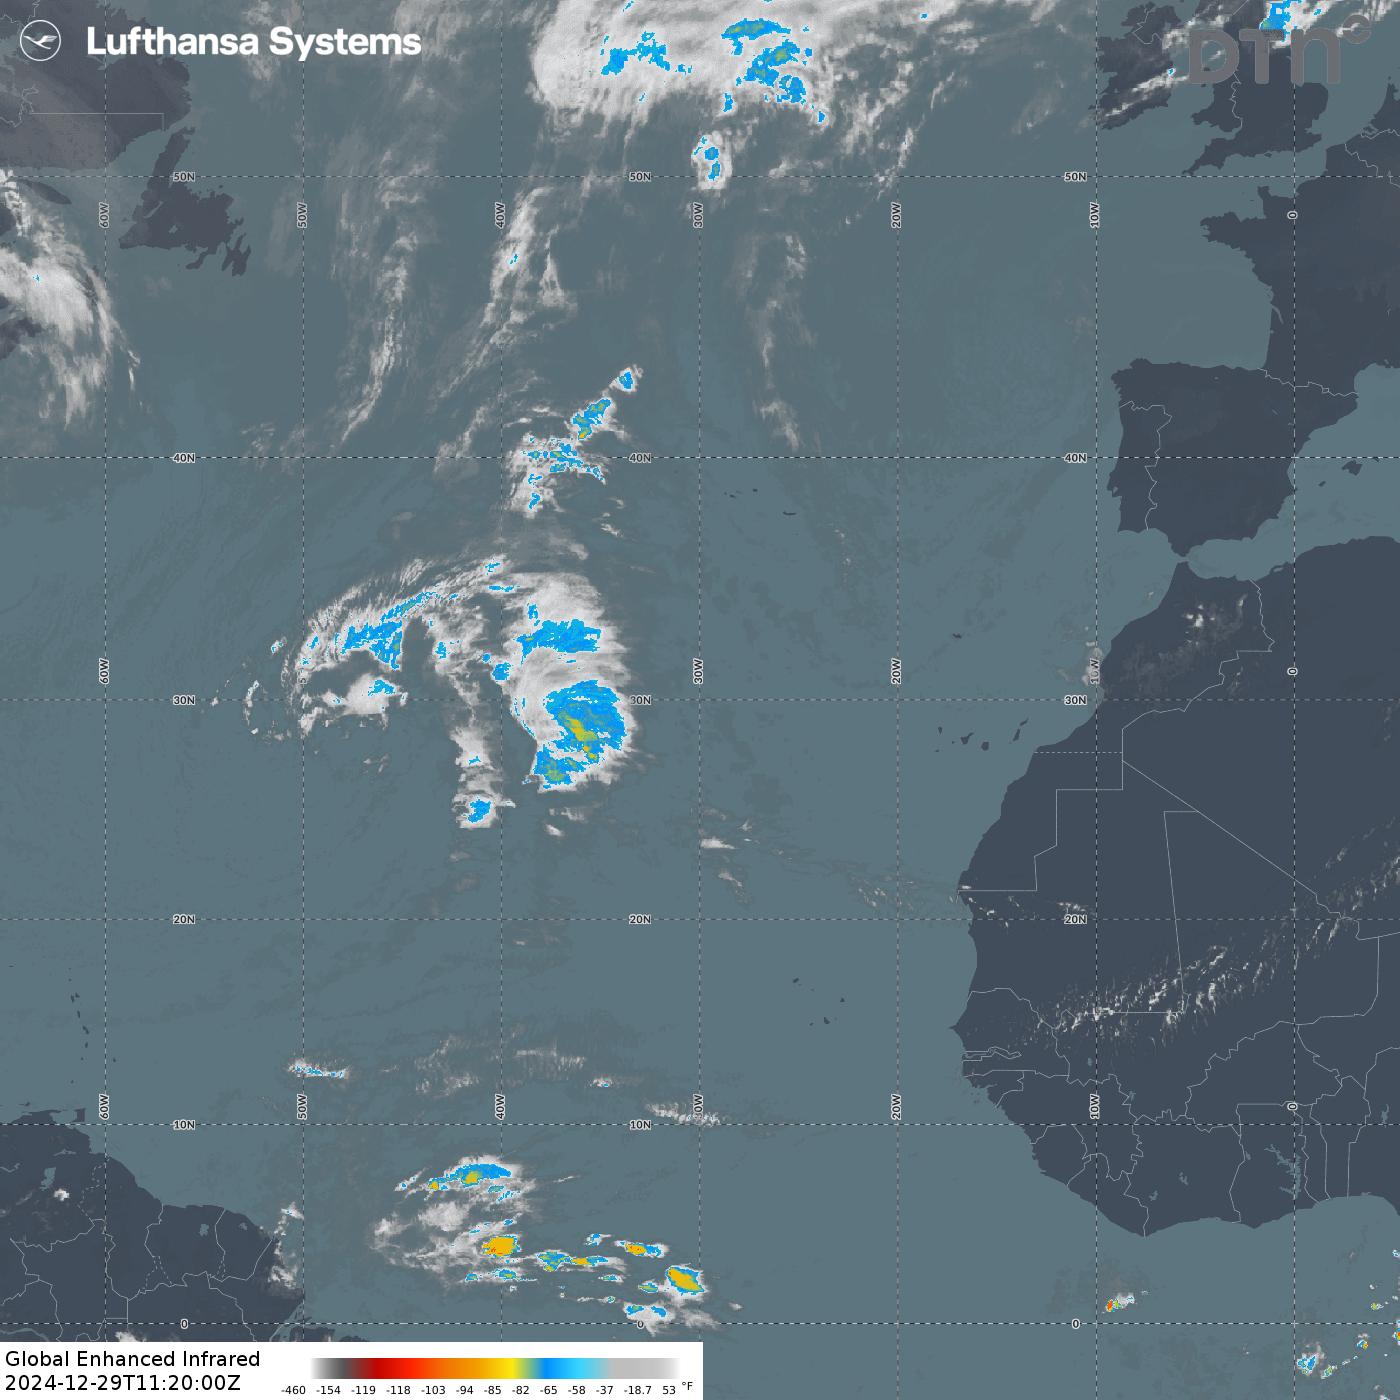 Lufthansa Systems
DTN
50N 50N 50N
60W 50W 40W 30W 20W 10W 0
40N 40N 40N
60W 30W 20W 0
30N 30N 30N
20N 20N 20N
60W 50W 40W 30W 20W 10W 0
10N 10N
0 0 0
Global Enhanced Infrared
2024-12-29T11:20:00Z
-460 -154 -119 -118 -103 -94 -85 -82 -65 -58 -37 -18.7 53 °F